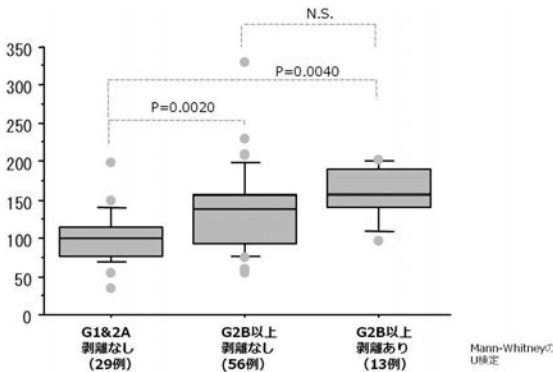 N.S.
P=0.0040
P=0.0020
350
300
250
200
150
100
50
0
G1&2A
剥離なし
(29例)
G2B以上
剥離なし
(56例)
G2B以上
剥離あり
(13例)
Mann-Whitneyの
U検定